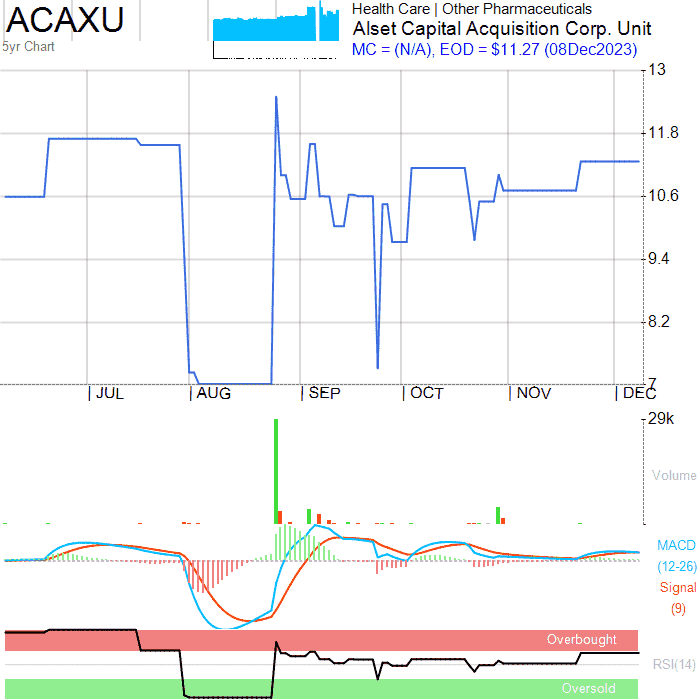 ACAXU
5yr Chart
Health Care | Other Pharmaceuticals
Alset Capital Acquisition Corp. Unit
MC = (N/A), EOD = $11.27 (08Dec2023)
13
11.8
10.6
9.4
8.2
7
| JUL | AUG | SEP | OCT | NOV | DEC
29k
Volume
MACD
(12-26)
Signal
(9)
Overbought
RSI(14)
Oversold